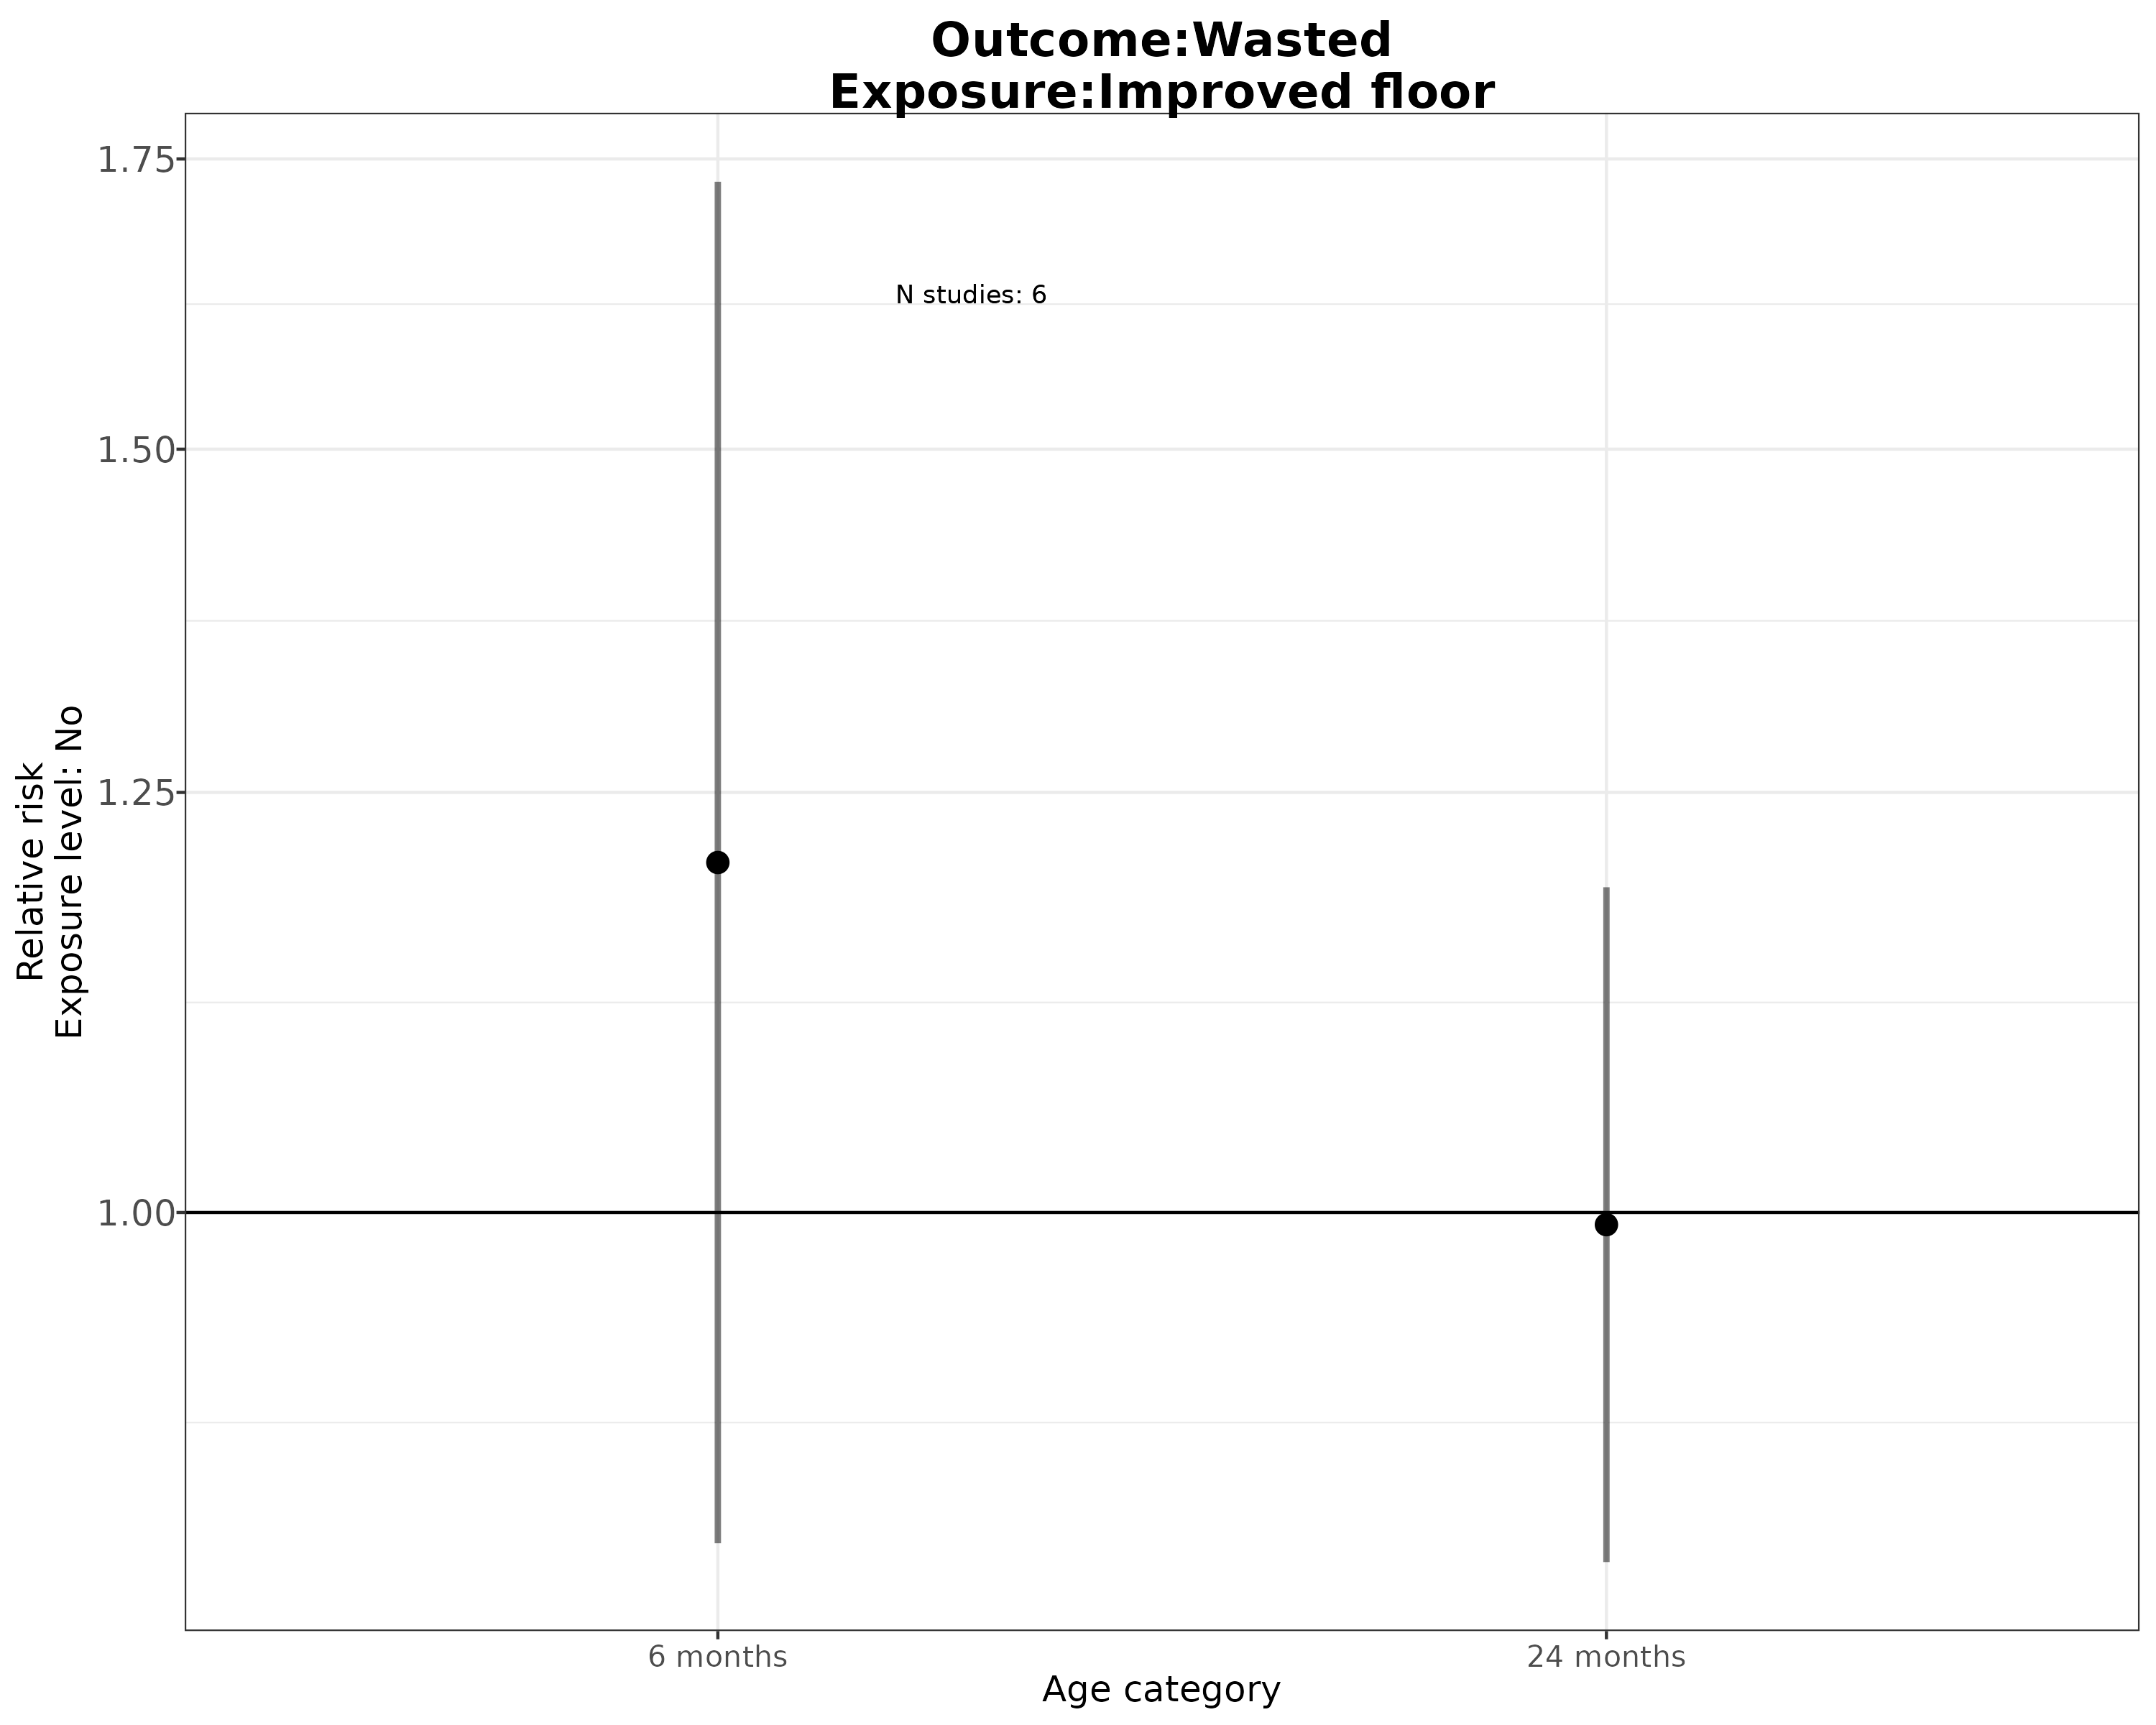 Outcome:Wasted
Exposure:Improved floor
1.75
1.50
1.25
1.00
Relative risk
Exposure level: No
N studies: 6
6 months
24 months
Age category